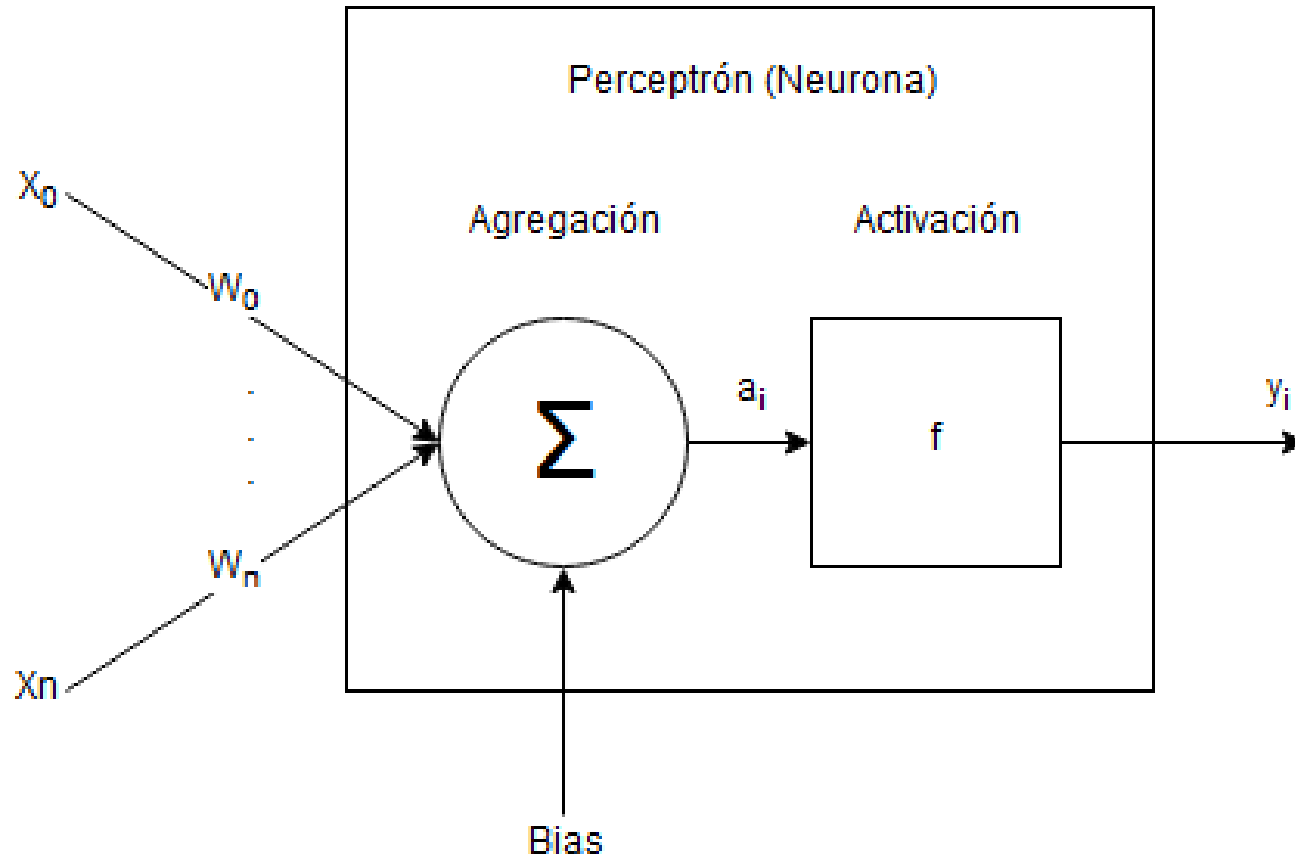 Perceptrón (Neurona)
X₀
Agregación
Activación
W₀
Σ
aᵢ
f
yᵢ
Wₙ
Xn
Bias